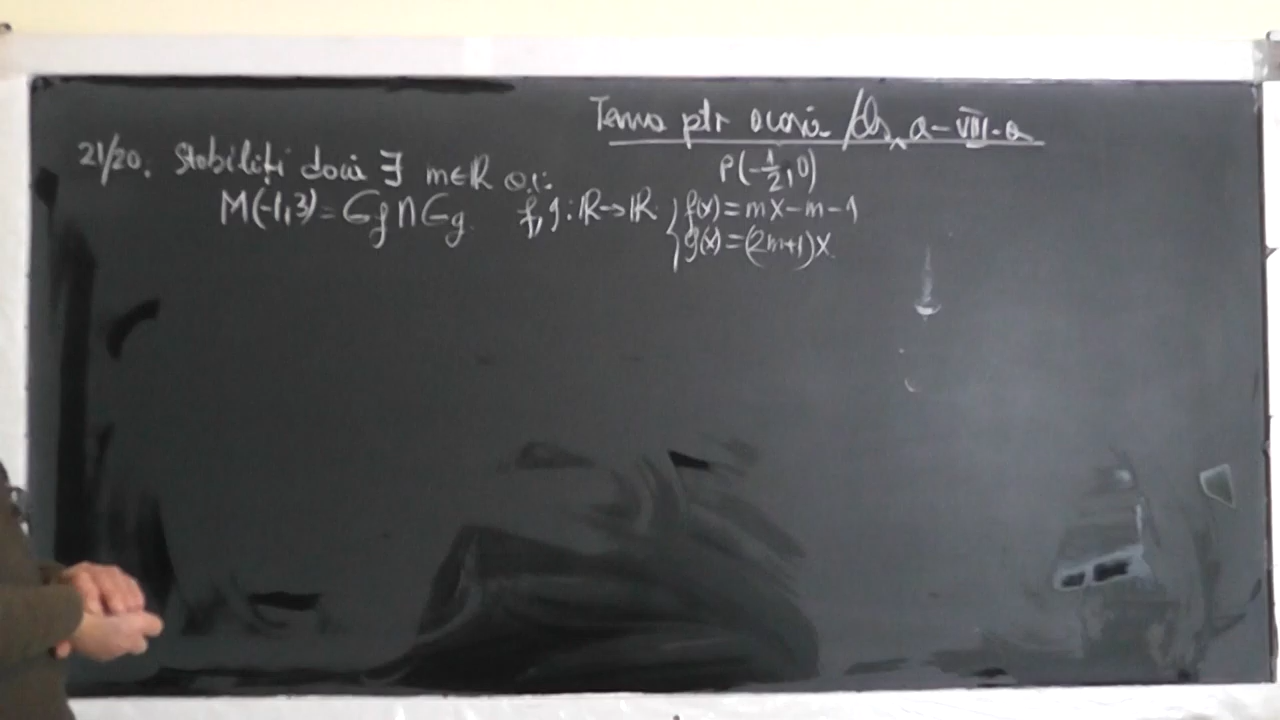 Tema ptr acasă /cls. a-VIII-a
P(-1/2,0)
21/20. Stabiliți dacă ∃ m∈ℝ a.î.
M(-1,3) = Gf ∩ Gg. f,g:ℝ→ℝ { f(x)=mx-m-1
g(x)=(2m+1)x